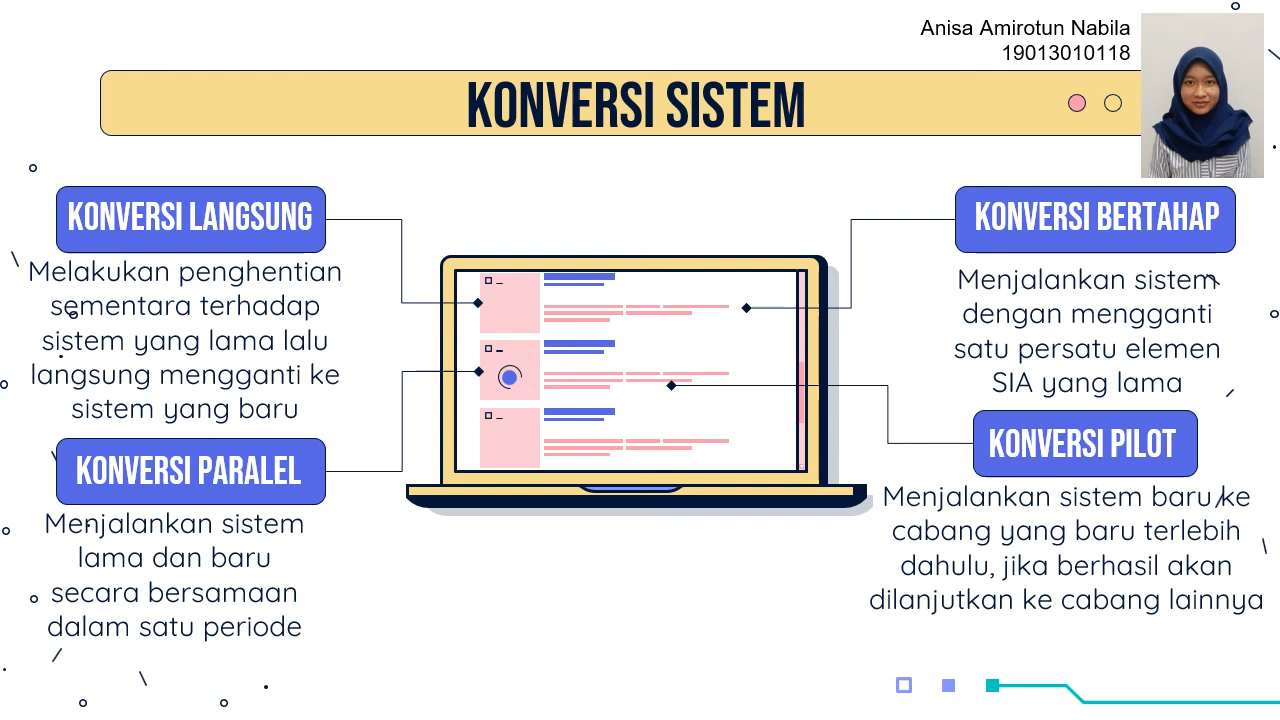 Anisa Amirotun Nabila
19013010118
KONVERSI SISTEM
KONVERSI LANGSUNG
Melakukan penghentian
sementara terhadap
sistem yang lama lalu
langsung mengganti ke
sistem yang baru
KONVERSI PARALEL
Menjalankan sistem
lama dan baru
secara bersamaan
dalam satu periode
KONVERSI BERTAHAP
Menjalankan sistem
dengan mengganti
satu persatu elemen
SIA yang lama
KONVERSI PILOT
Menjalankan sistem baru ke
cabang yang baru terlebih
dahulu, jika berhasil akan
dilanjutkan ke cabang lainnya